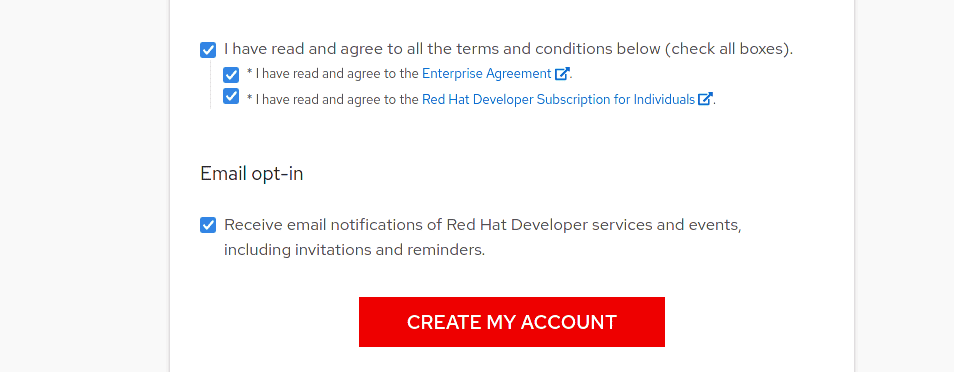 I have read and agree to all the terms and conditions below (check all boxes).
* I have read and agree to the Enterprise Agreement.
* I have read and agree to the Red Hat Developer Subscription for Individuals.
Email opt-in
Receive email notifications of Red Hat Developer services and events,
including invitations and reminders.
CREATE MY ACCOUNT